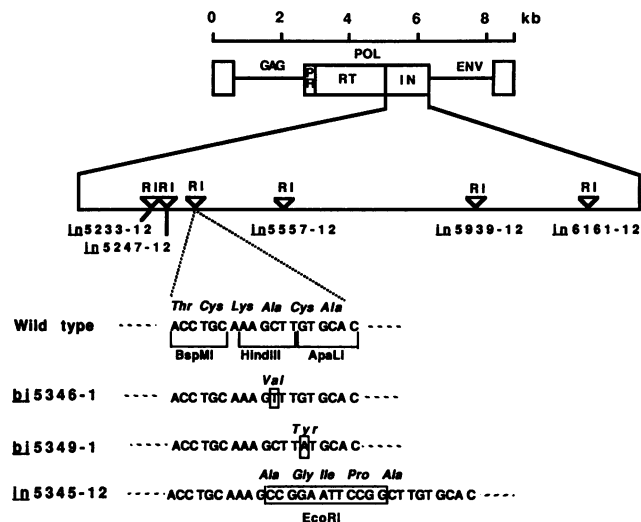 0 2 4 6 8 kb
POL
GAG PR RT IN ENV
RI RI RI RI RI RI
in5233-12 in5557-12 in5939-12 in6161-12
in5247-12
Thr Cys Lys Ala Cys Ala
Wild type ACC TGC AAA GCT TGT GCA C
BspMI HindIII ApaLI
Val
bi5346-1 ACC TGC AAA GTT TGT GCA C
Tyr
bi5349-1 ACC TGC AAA GCT TAT GCA C
Ala Gly Ile Pro Ala
in5345-12 ACC TGC AAA GCC GGA ATT CCG GCT TGT GCA C
EcoRI